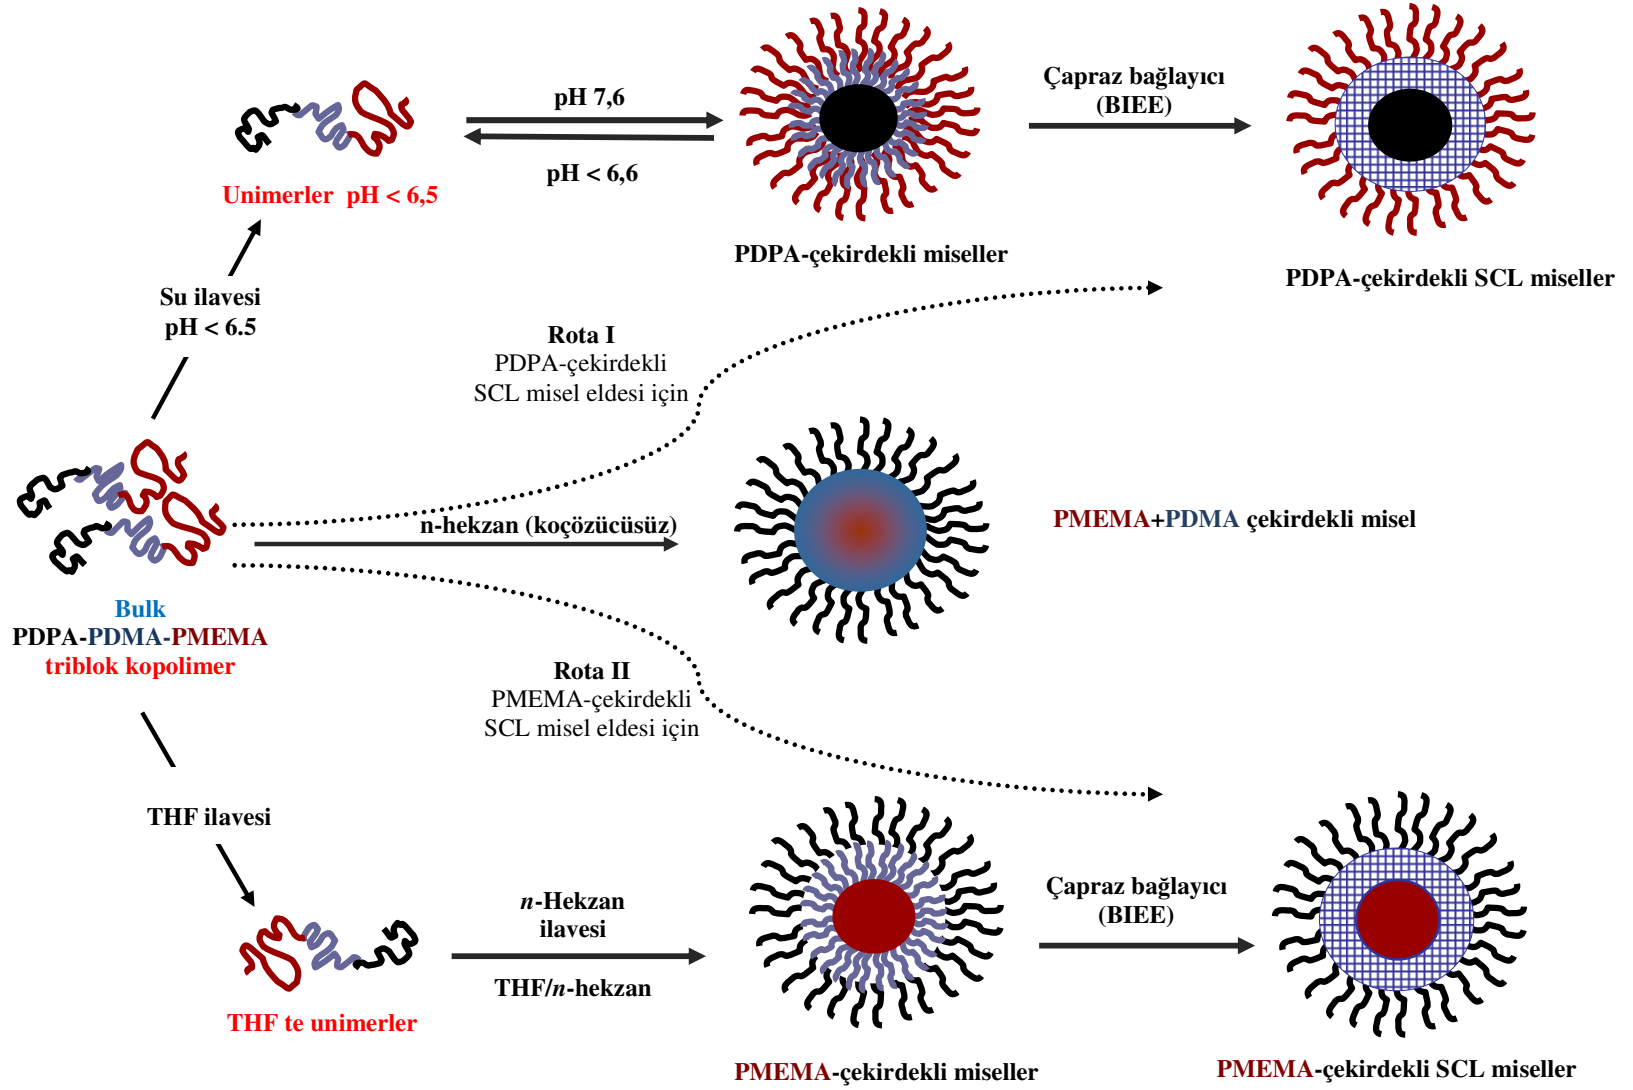 pH 7,6
pH < 6,6
Çapraz bağlayıcı
(BIEE)
Unimerler pH < 6,5
PDPA-çekirdekli miseller
PDPA-çekirdekli SCL miseller
Su ilavesi
pH < 6.5
Rota I
PDPA-çekirdekli
SCL misel eldesi için
n-hekzan (koçözücüsüz)
PMEMA+PDMA çekirdekli misel
Bulk
PDPA-PDMA-PMEMA
triblok kopolimer
Rota II
PMEMA-çekirdekli
SCL misel eldesi için
THF ilavesi
n-Hekzan
ilavesi
THF/n-hekzan
Çapraz bağlayıcı
(BIEE)
THF te unimerler
PMEMA-çekirdekli miseller
PMEMA-çekirdekli SCL miseller